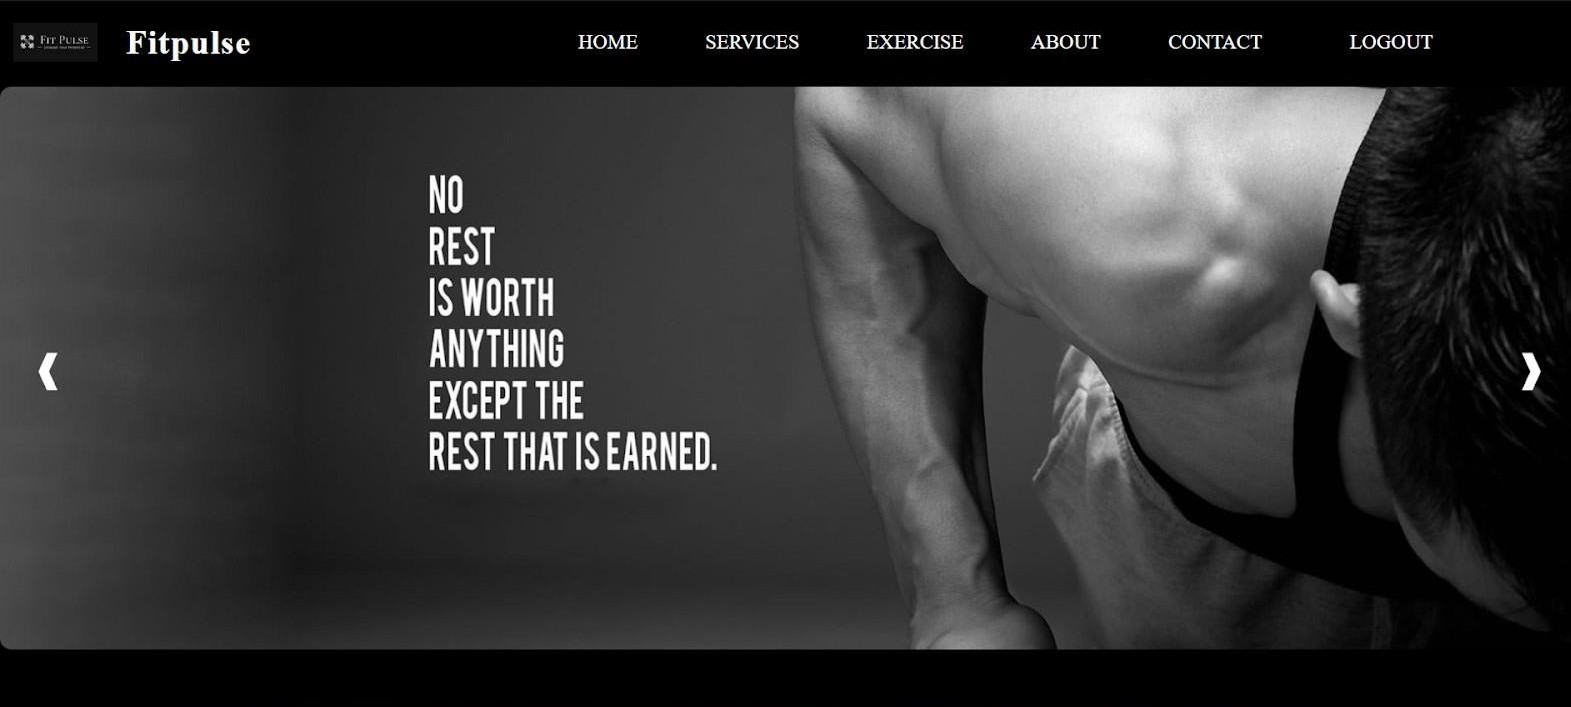 FIT PULSE
Fitpulse
HOME
SERVICES
EXERCISE
ABOUT
CONTACT
LOGOUT
NO
REST
IS WORTH
ANYTHING
EXCEPT THE
REST THAT IS EARNED.